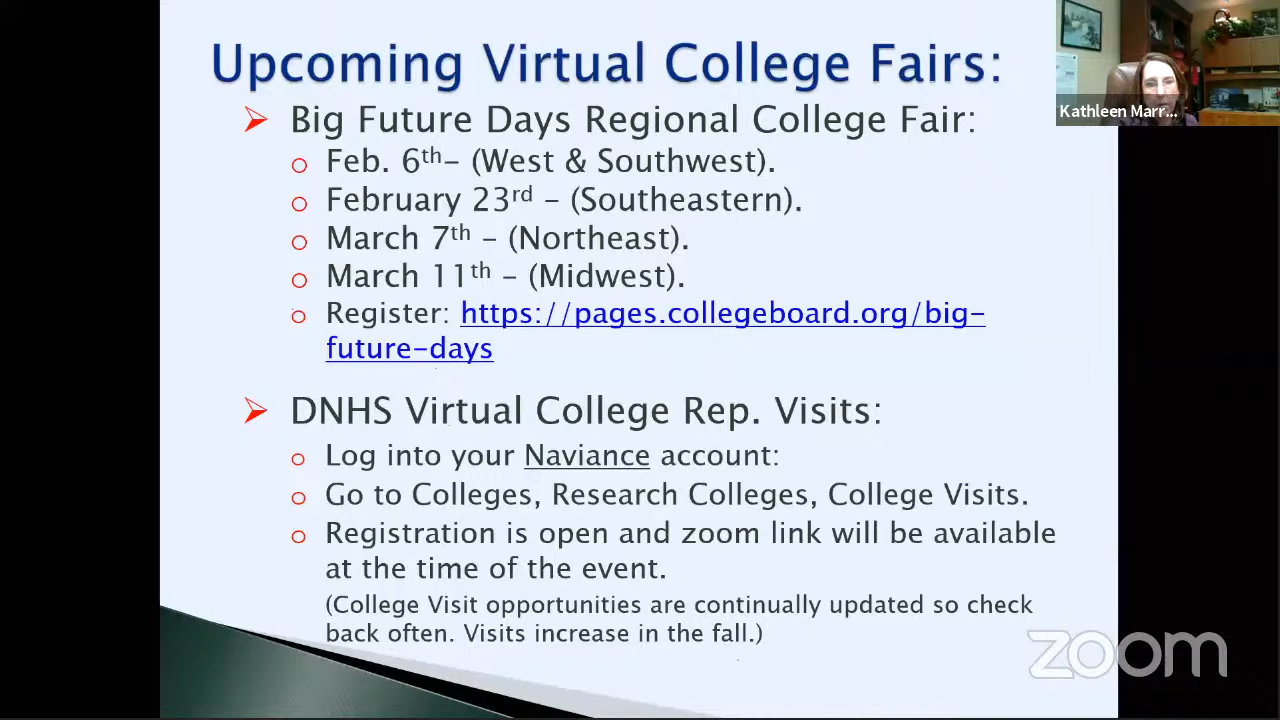 Upcoming Virtual College Fairs:
Big Future Days Regional College Fair:
Feb. 6th– (West & Southwest).
February 23rd – (Southeastern).
March 7th – (Northeast).
March 11th – (Midwest).
Register: https://pages.collegeboard.org/big-
future-days
DNHS Virtual College Rep. Visits:
Log into your Naviance account:
Go to Colleges, Research Colleges, College Visits.
Registration is open and zoom link will be available
at the time of the event.
(College Visit opportunities are continually updated so check
back often. Visits increase in the fall.)
Kathleen Marr...
zoom